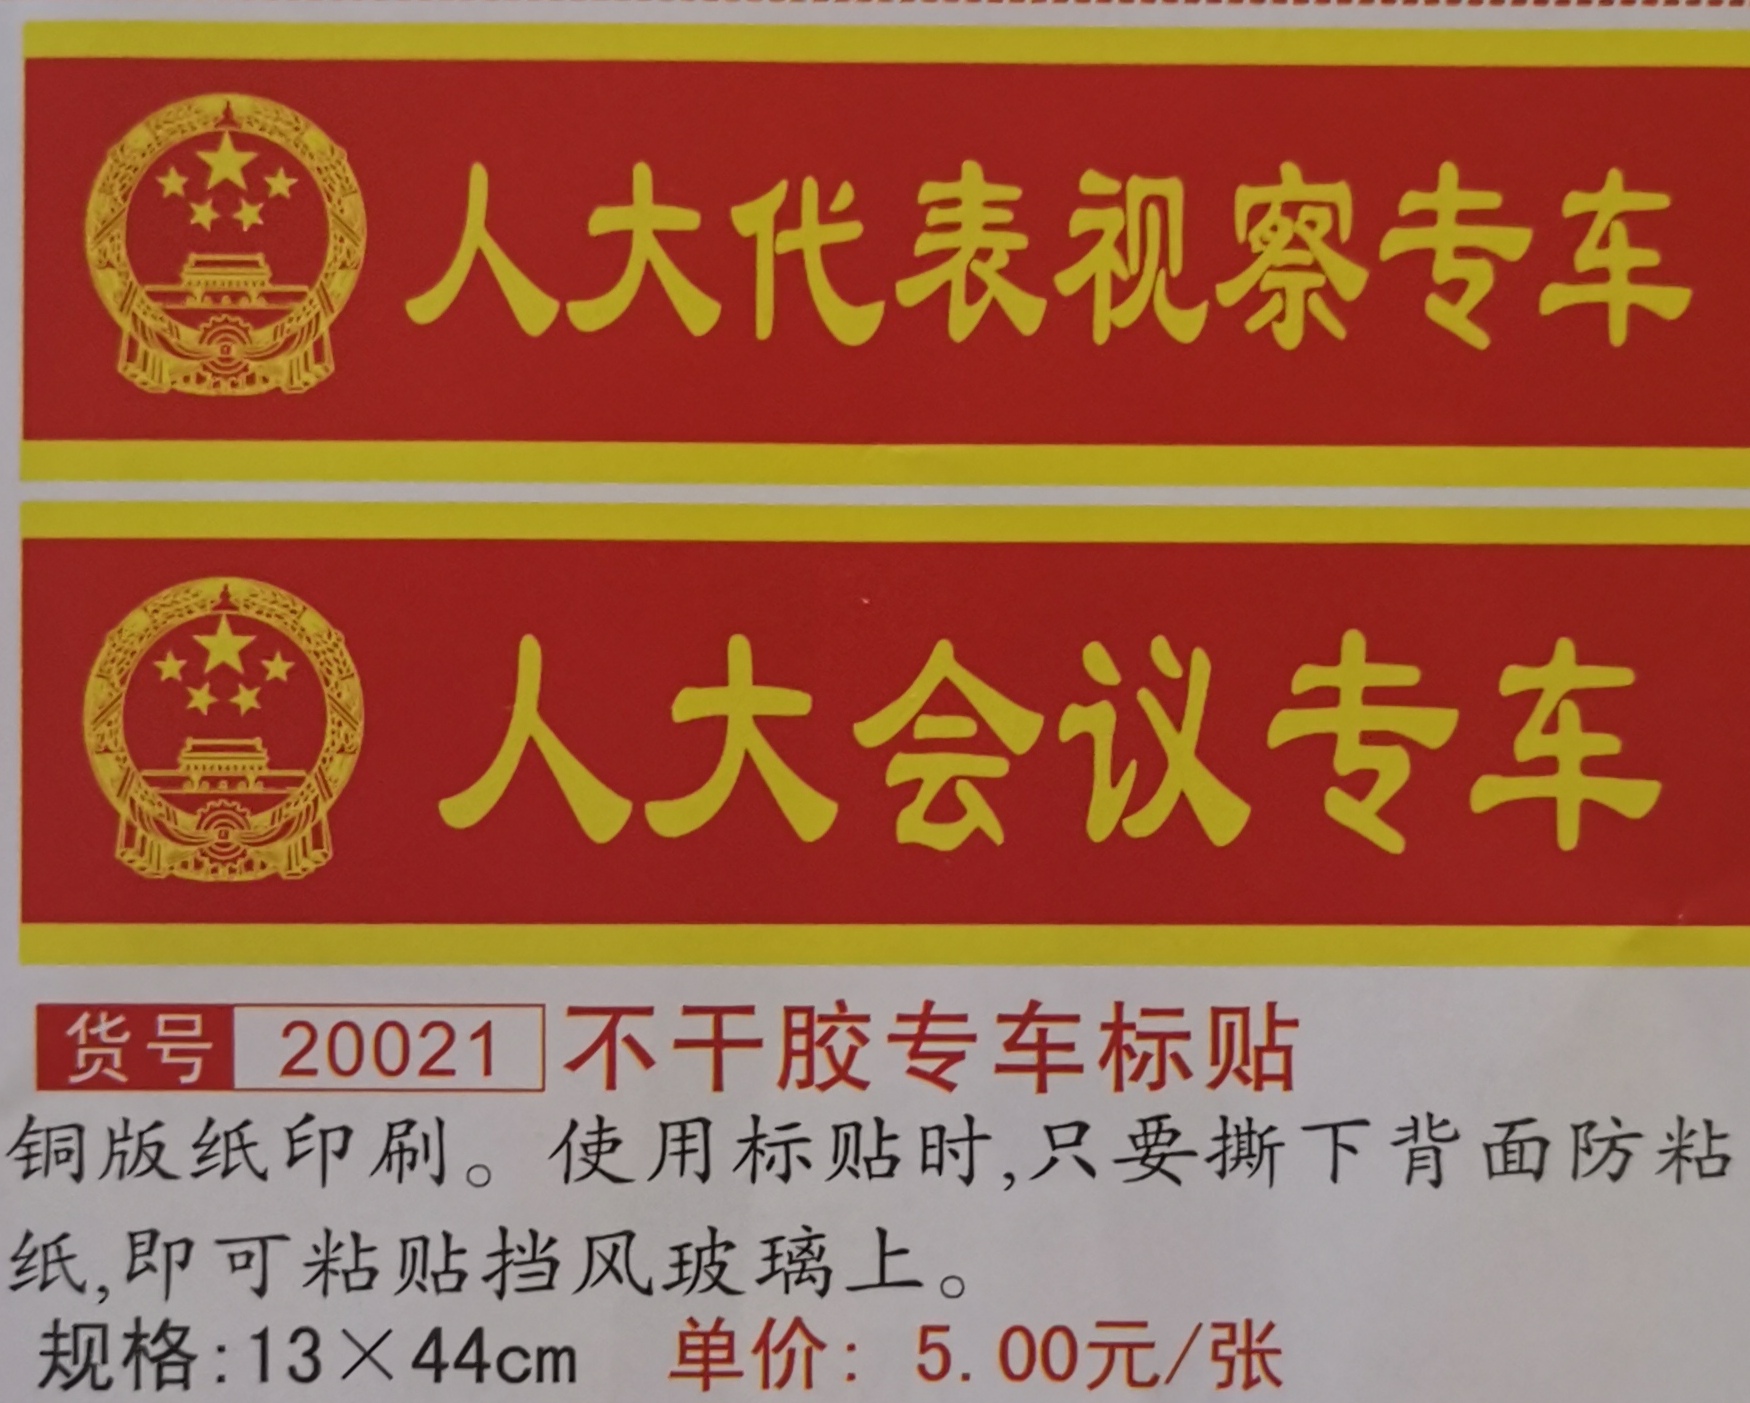 人大代表视察专车
人大会议专车
货号 20021 不干胶专车标贴
铜版纸印刷。使用标贴时,只要撕下背面防粘
纸,即可粘贴挡风玻璃上。
规格:13×44cm 单价: 5.00元/张